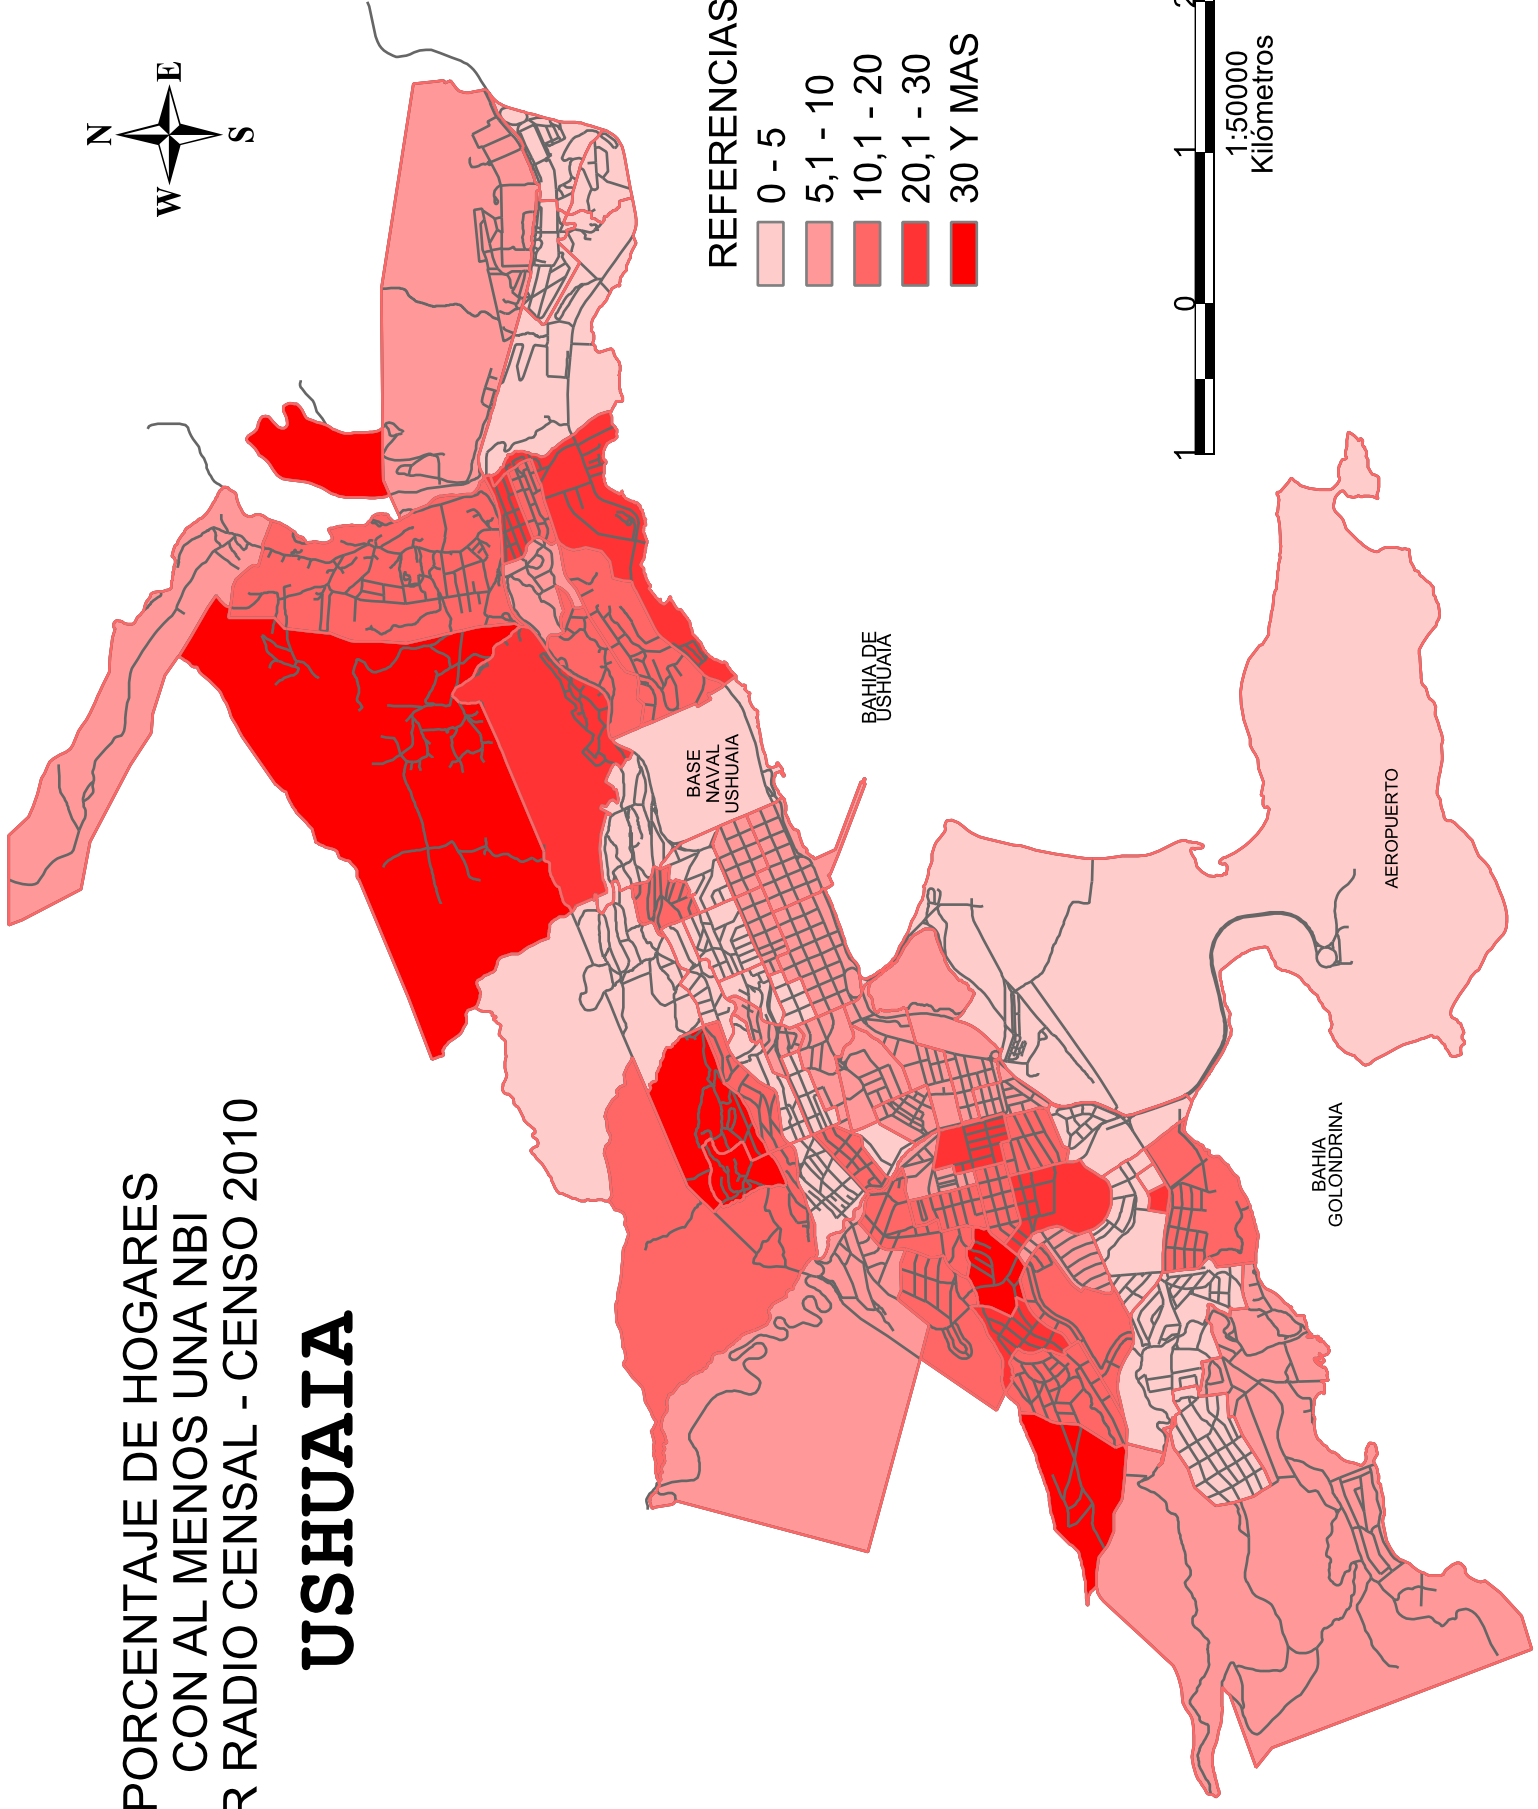 PORCENTAJE DE HOGARES
CON AL MENOS UNA NBI
R RADIO CENSAL - CENSO 2010
USHUAIA
N
W
E
S
REFERENCIAS
0 - 5
5,1 - 10
10,1 - 20
20,1 - 30
30 Y MAS
BASE
NAVAL
USHUAIA
BAHIA DE
USHUAIA
AEROPUERTO
BAHIA
GOLONDRINA
1
0
1
2
1:50000
Kilómetros